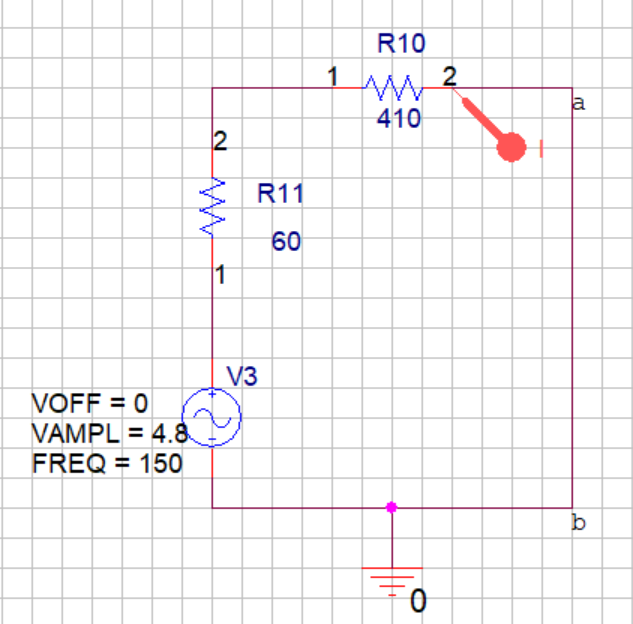 R10
1
2
410
a
I
2
R11
60
1
V3
VOFF = 0
VAMPL = 4.8
FREQ = 150
b
0